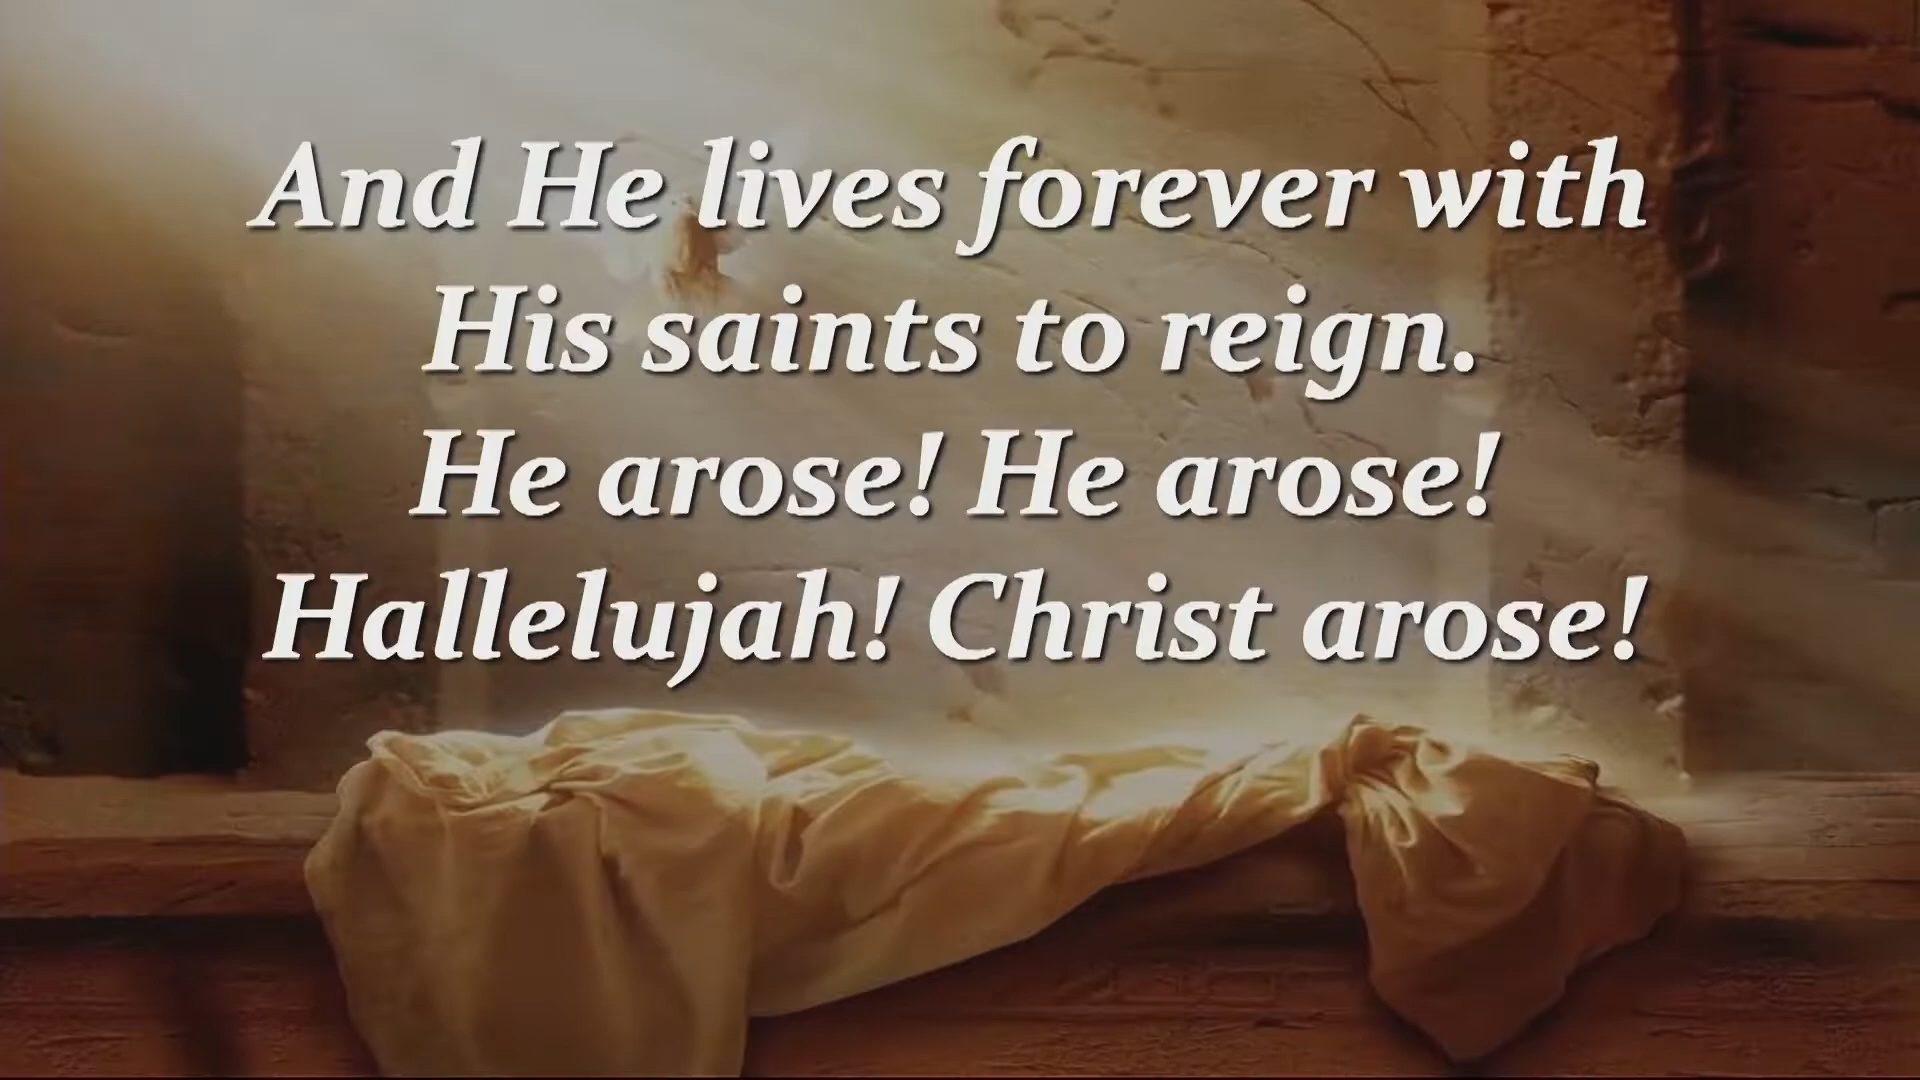 And He lives forever with
His saints to reign.
He arose! He arose!
Hallelujah! Christ arose!